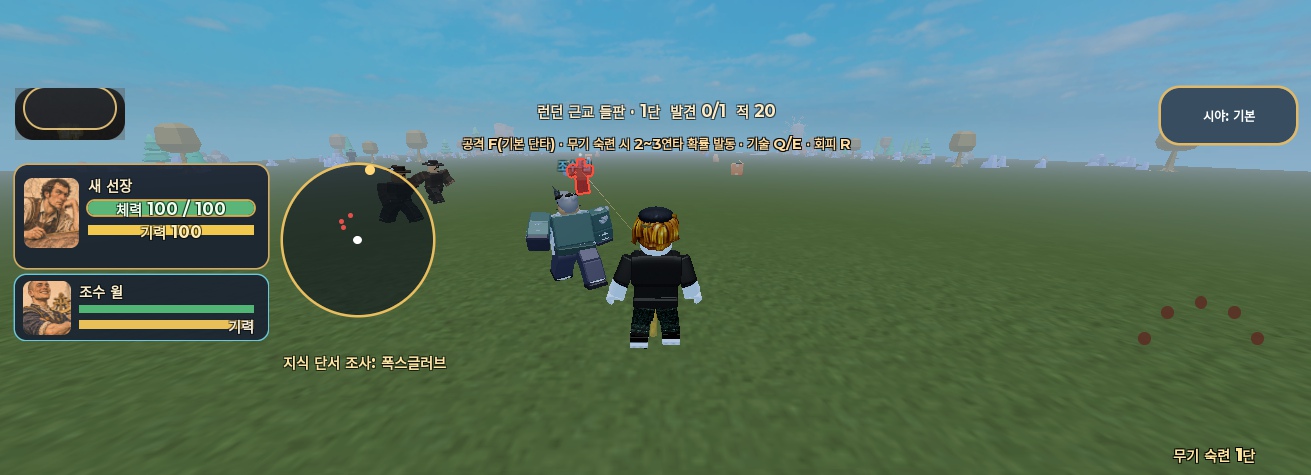 런던 근교 들판 · 1단 발견 0/1 적 20
공격 F(기본 단타) · 무기 숙련 시 2~3연타 확률 발동 · 기술 Q/E · 회피 R
시야: 기본
새 선장
체력 100 / 100
기력 100
조수 월
기력
지식 단서 조사: 폭스글러브
무기 숙련 1단